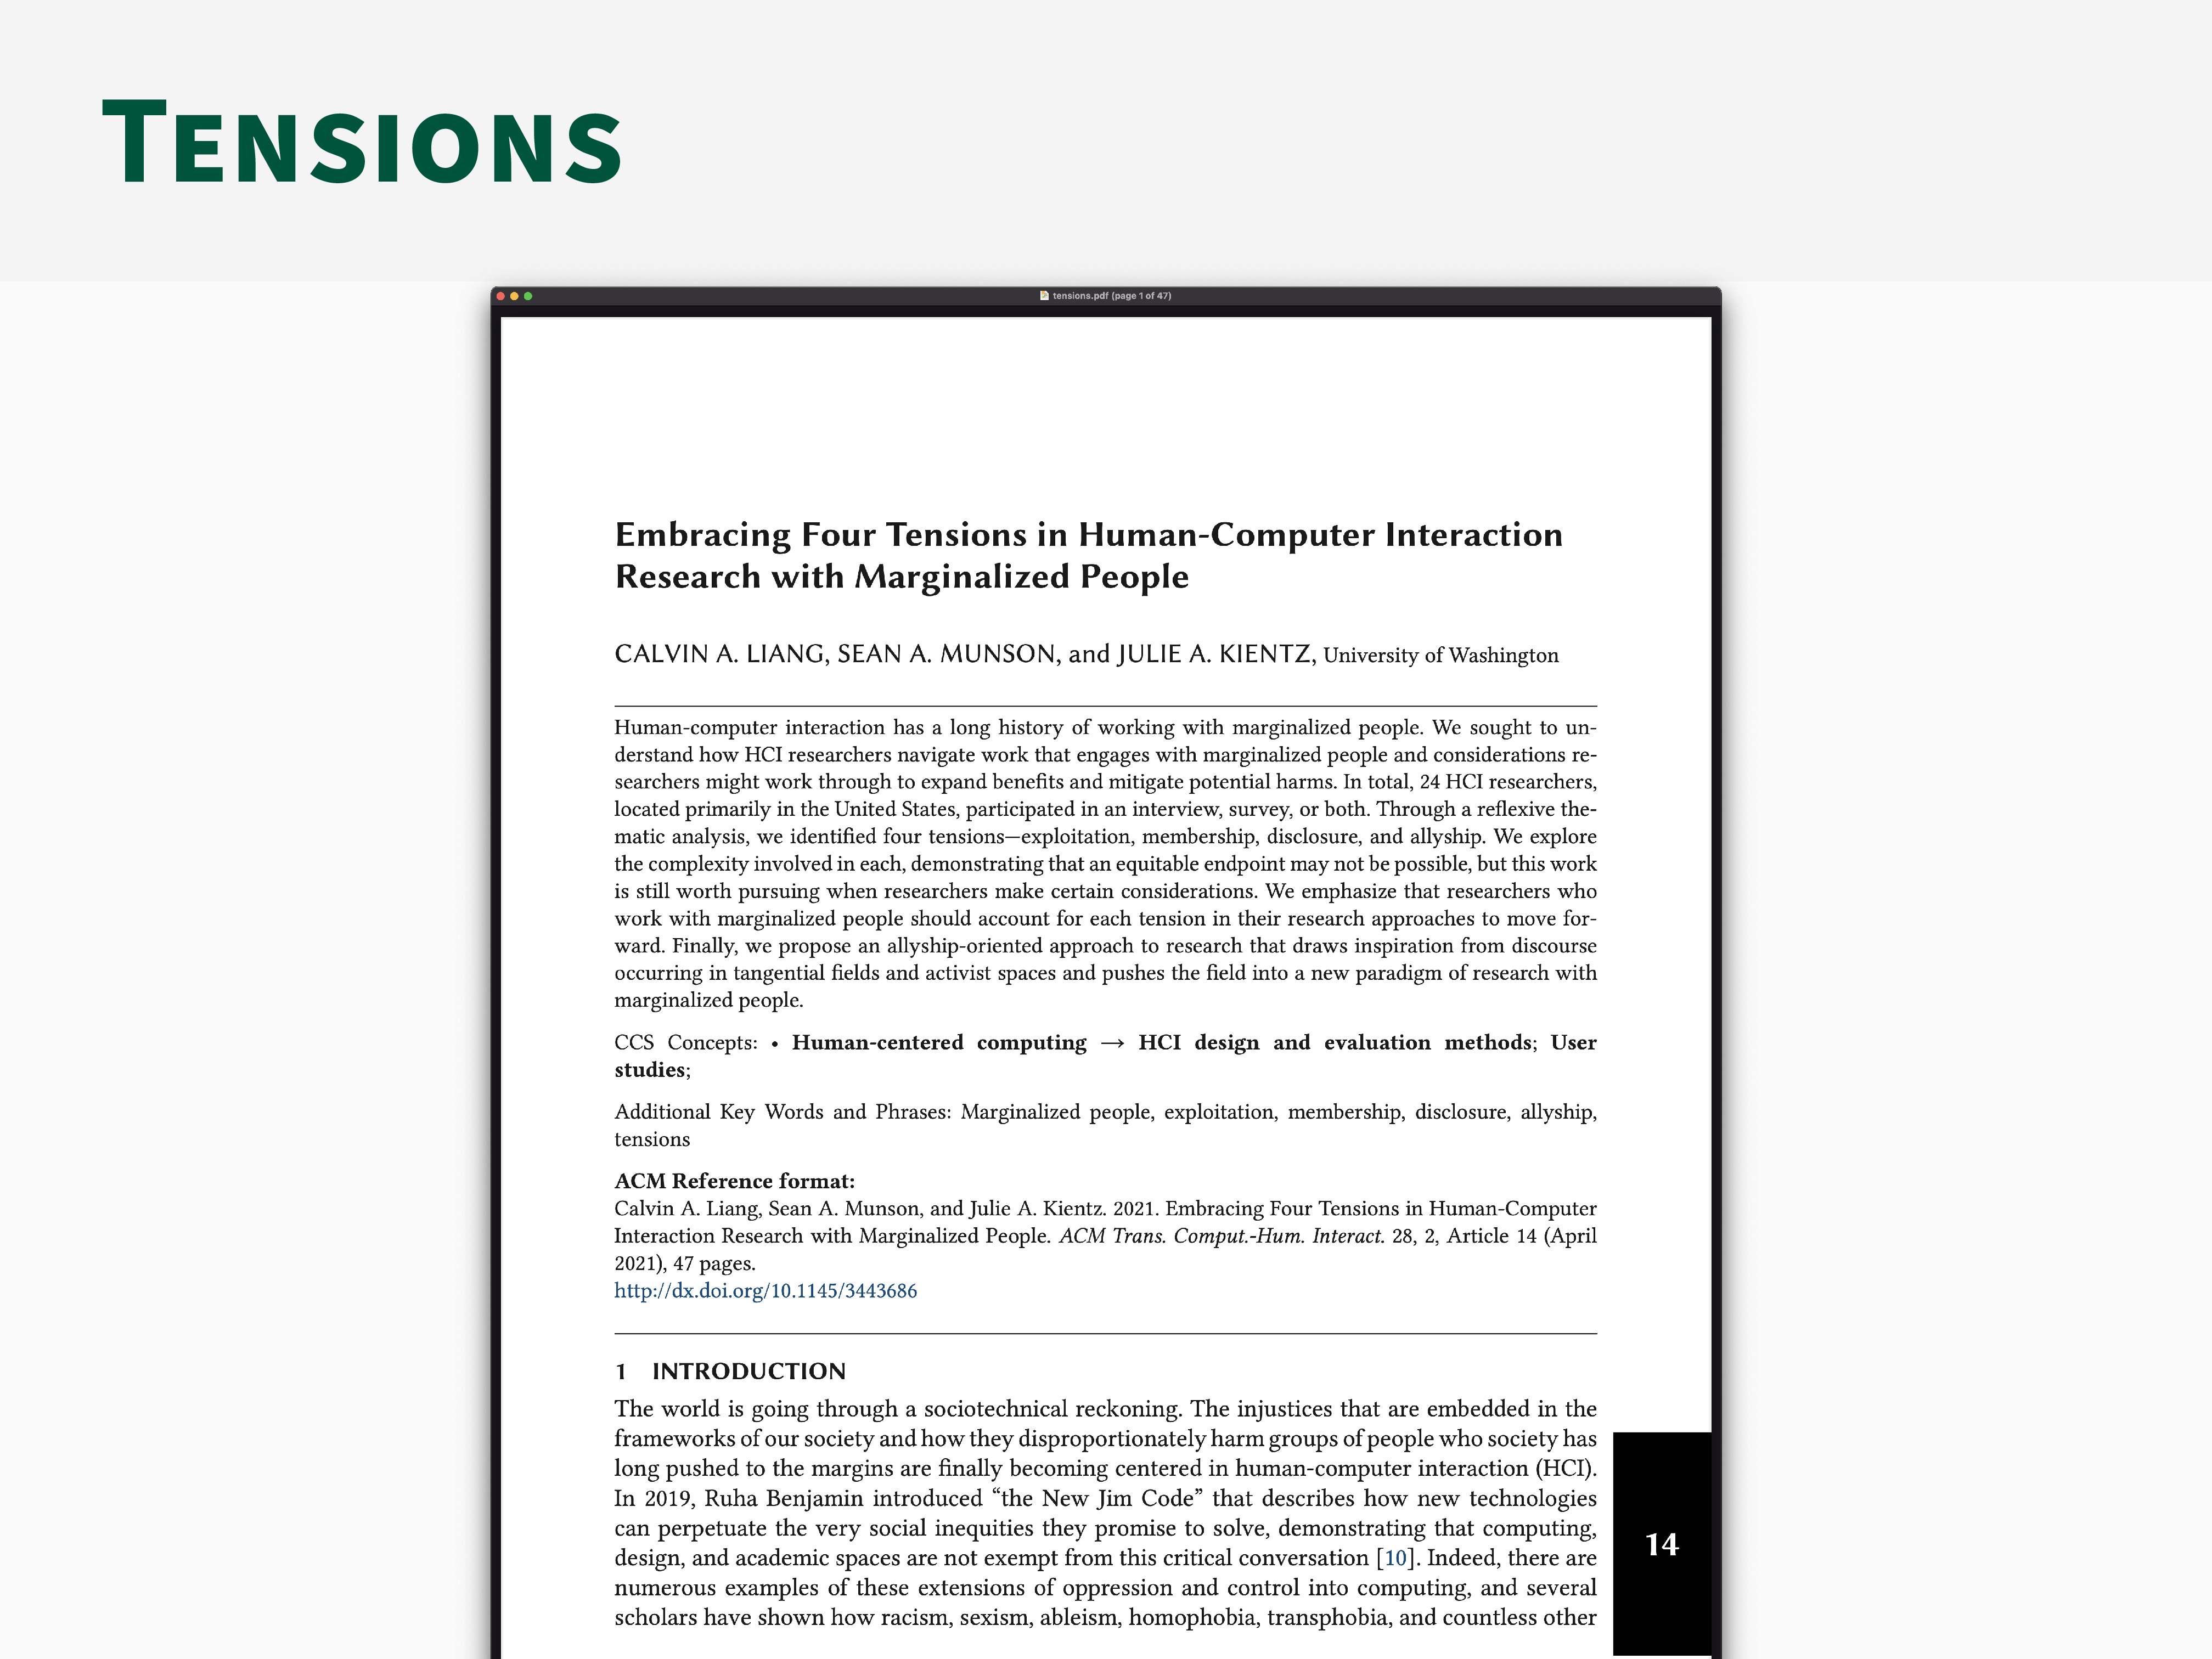 Tensions
tensions.pdf (page 1 of 47)
Embracing Four Tensions in Human-Computer Interaction
Research with Marginalized People
CALVIN A. LIANG, SEAN A. MUNSON, and JULIE A. KIENTZ, University of Washington
Human-computer interaction has a long history of working with marginalized people. We sought to un-
derstand how HCI researchers navigate work that engages with marginalized people and considerations re-
searchers might work through to expand benefits and mitigate potential harms. In total, 24 HCI researchers,
located primarily in the United States, participated in an interview, survey, or both. Through a reflexive the-
matic analysis, we identified four tensions—exploitation, membership, disclosure, and allyship. We explore
the complexity involved in each, demonstrating that an equitable endpoint may not be possible, but this work
is still worth pursuing when researchers make certain considerations. We emphasize that researchers who
work with marginalized people should account for each tension in their research approaches to move for-
ward. Finally, we propose an allyship-oriented approach to research that draws inspiration from discourse
occurring in tangential fields and activist spaces and pushes the field into a new paradigm of research with
marginalized people.
CCS Concepts: • Human-centered computing → HCI design and evaluation methods; User
studies;
Additional Key Words and Phrases: Marginalized people, exploitation, membership, disclosure, allyship,
tensions
ACM Reference format:
Calvin A. Liang, Sean A. Munson, and Julie A. Kientz. 2021. Embracing Four Tensions in Human-Computer
Interaction Research with Marginalized People. ACM Trans. Comput.-Hum. Interact. 28, 2, Article 14 (April
2021), 47 pages.
http://dx.doi.org/10.1145/3443686
1 INTRODUCTION
The world is going through a sociotechnical reckoning. The injustices that are embedded in the
frameworks of our society and how they disproportionately harm groups of people who society has
long pushed to the margins are finally becoming centered in human-computer interaction (HCI).
In 2019, Ruha Benjamin introduced “the New Jim Code” that describes how new technologies
can perpetuate the very social inequities they promise to solve, demonstrating that computing,
design, and academic spaces are not exempt from this critical conversation [10]. Indeed, there are
numerous examples of these extensions of oppression and control into computing, and several
scholars have shown how racism, sexism, ableism, homophobia, transphobia, and countless other
14